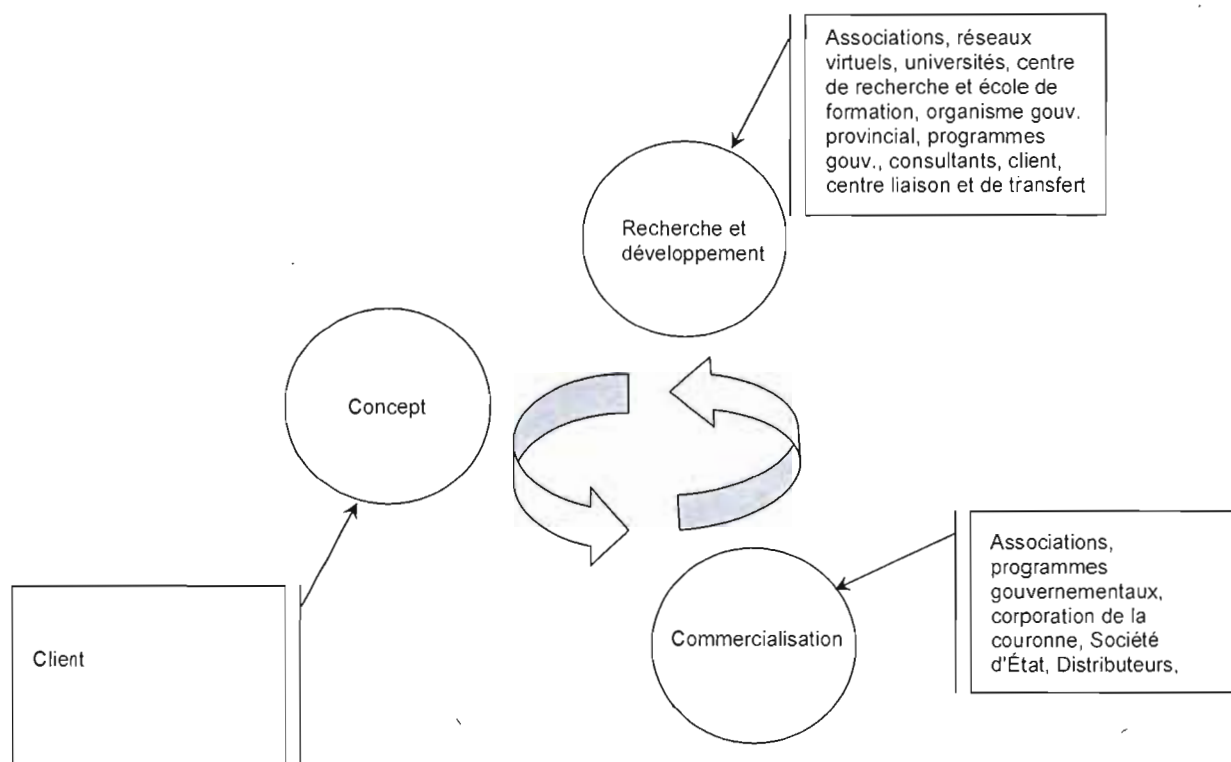 Associations, réseaux
virtuels, universités, centre
de recherche et école de
formation, organisme gouv.
provincial, programmes
gouv., consultants, client,
centre liaison et de transfert
Recherche et
développement
Concept
Client
Commercialisation
Associations,
programmes
gouvernementaux,
corporation de la
couronne, Société
d'État, Distributeurs,